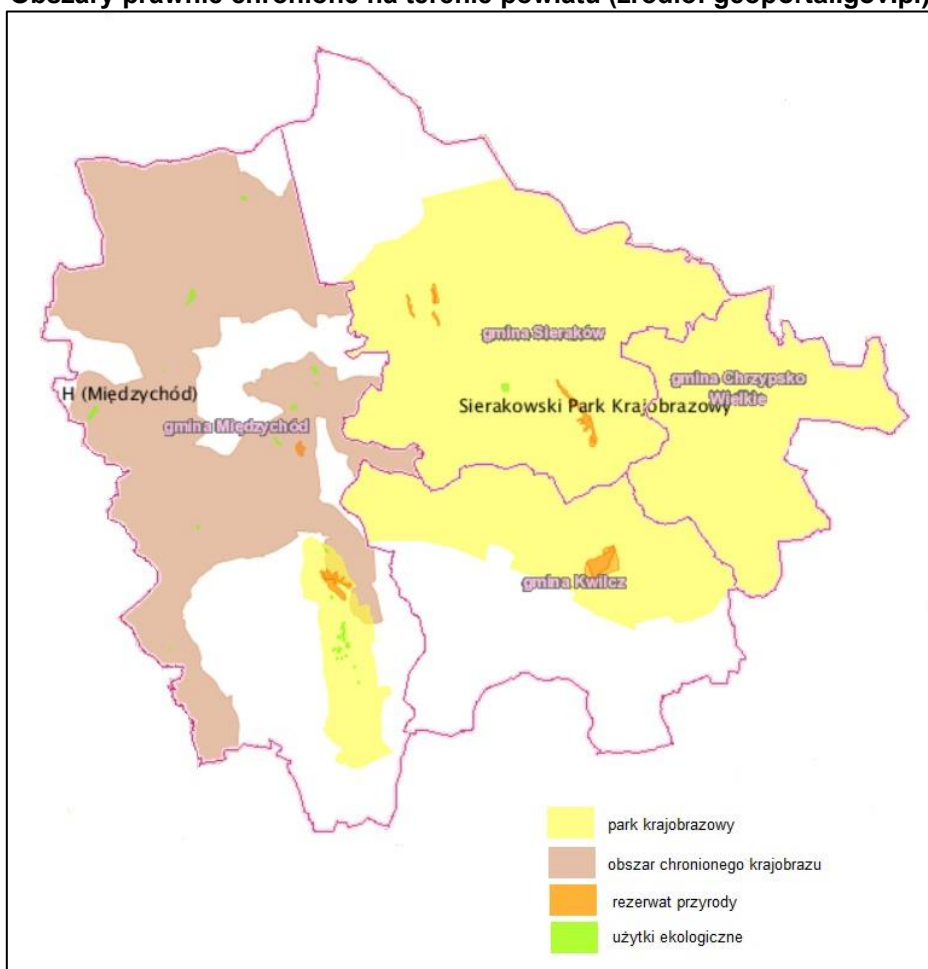 Obszary prawnie chronione na terenie powiatu (źródło: geoportal.gov.pl)
gmina Sieraków
gmina Chrzypsko
Wielkie
H (Międzychód)
Sierakowski Park Krajobrazowy
gmina Międzychód
gmina Kwilcz
park krajobrazowy
obszar chronionego krajobrazu
rezerwat przyrody
użytki ekologiczne